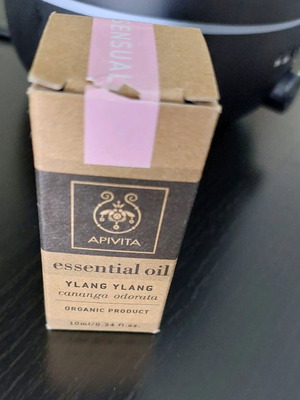 SENSUAL
APIVITA
essential oil
YLANG YLANG
cananga odorata
ORGANIC PRODUCT
10ml/0.34 fl.oz.